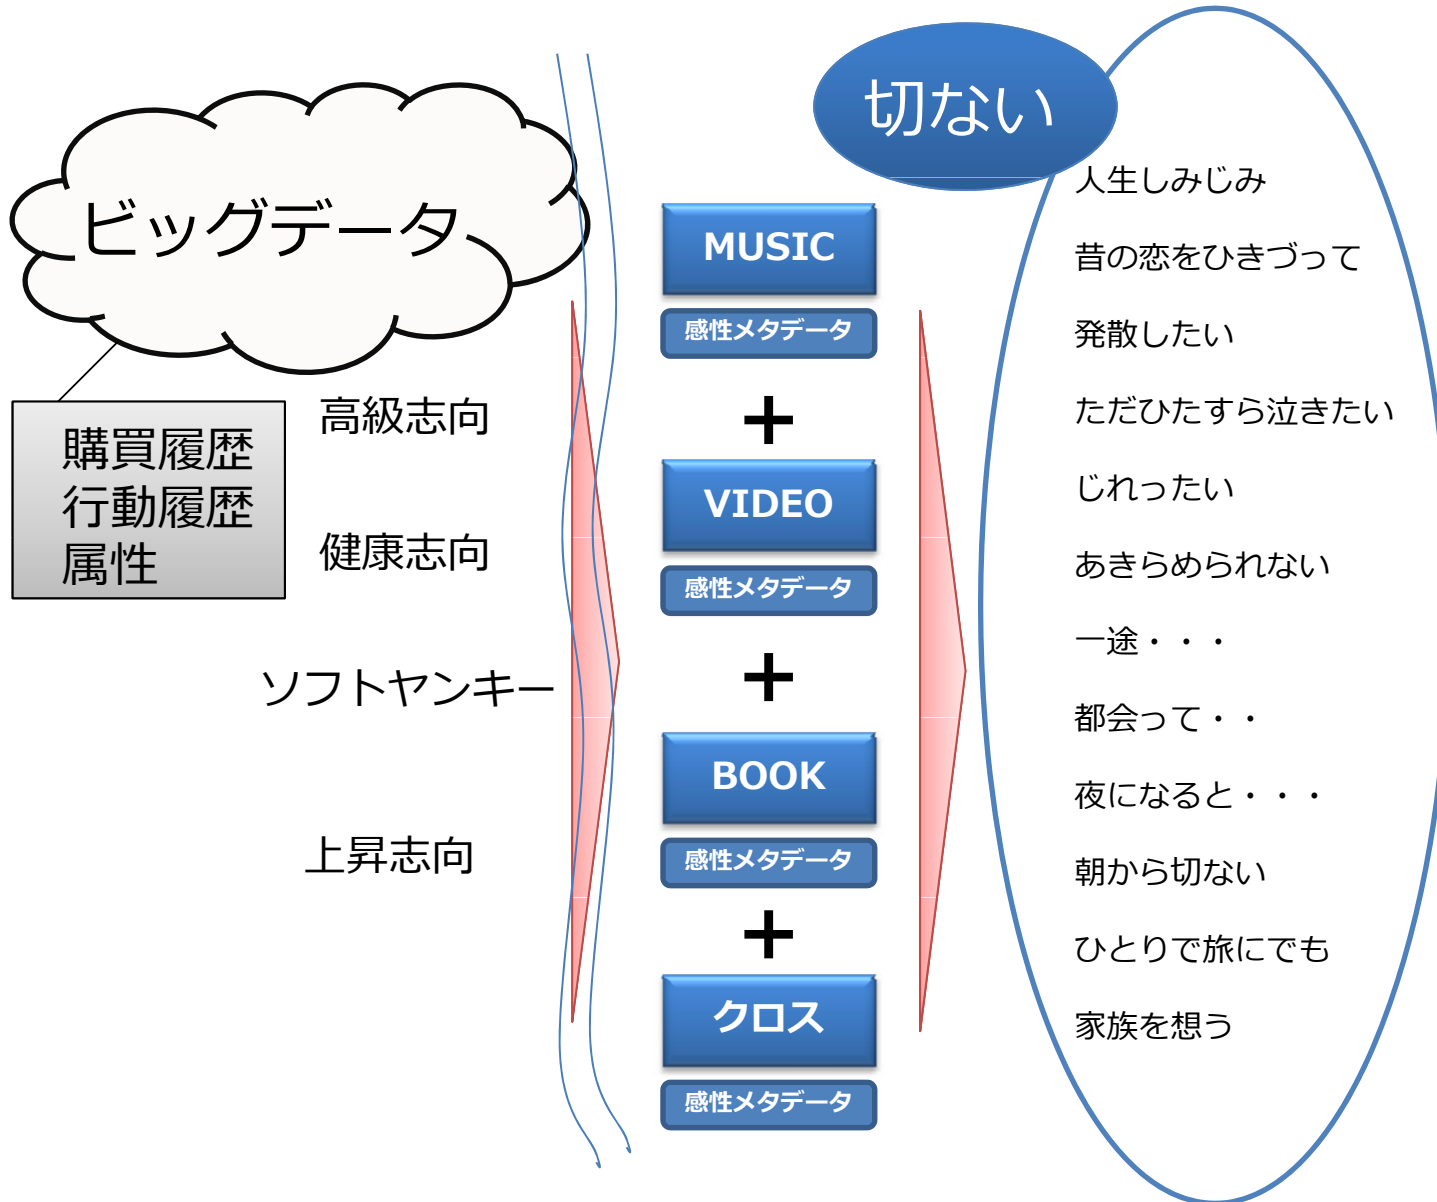 ビッグデータ
購買履歴
行動履歴
属性
高級志向
健康志向
ソフトヤンキー
上昇志向
MUSIC
感性メタデータ
+
VIDEO
感性メタデータ
+
BOOK
感性メタデータ
+
クロス
感性メタデータ
切ない
人生しみじみ
昔の恋をひきづって
発散したい
ただひたすら泣きたい
じれったい
あきらめられない
一途・・・
都会って・・
夜になると・・・
朝から切ない
ひとりで旅にでも
家族を想う